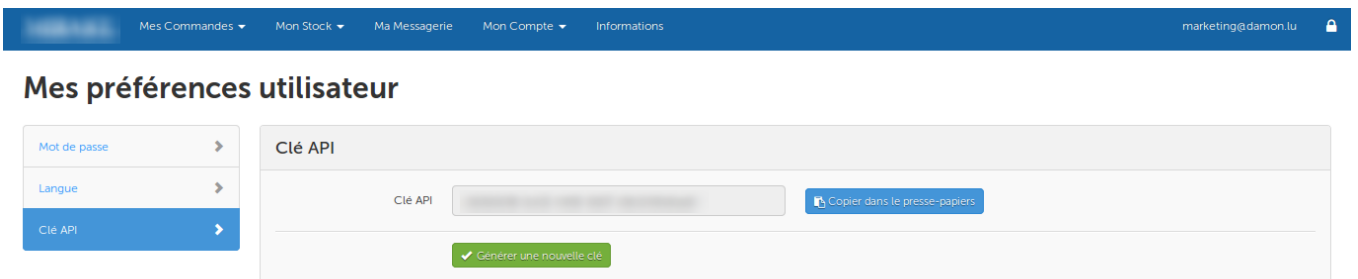 Mes Commandes Mon Stock Ma Messagerie Mon Compte Informations marketing@damon.lu
Mes préférences utilisateur
Mot de passe
Langue
Clé API
Clé API
Clé API Copier dans le presse-papiers
Générer une nouvelle clé